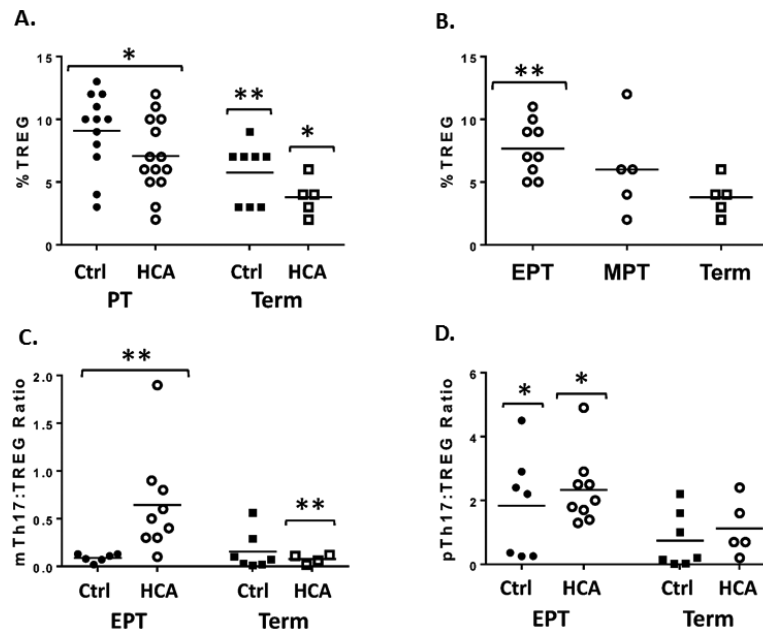 A.
*
15
**
10
*
%TREG
5
0
Ctrl HCA Ctrl HCA
PT Term
B.
15
**
10
%TREG
5
0
EPT MPT Term
C.
**
2.0
1.5
1.0
mTh17:TREG Ratio
**
0.5
0.0
Ctrl HCA Ctrl HCA
EPT Term
D.
6
* *
4
pTh17:TREG Ratio
2
0
Ctrl HCA Ctrl HCA
EPT Term